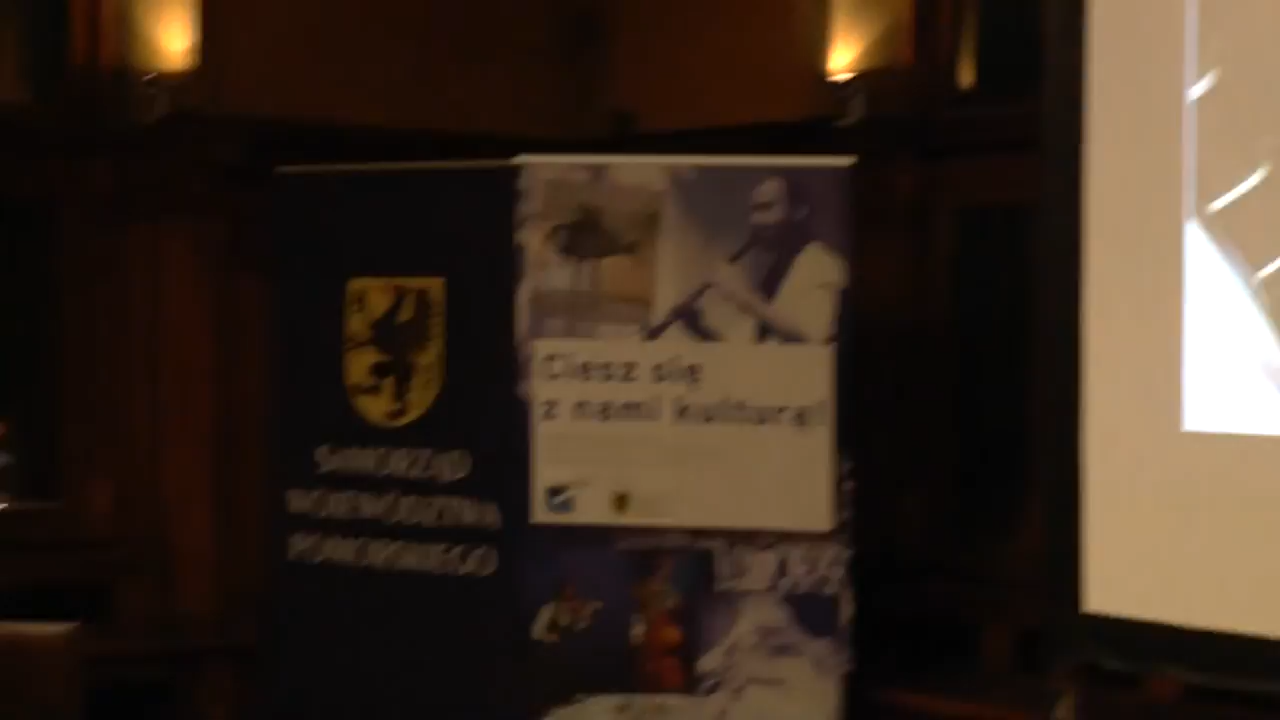 SAMORZĄD
WOJEWÓDZTWA
POMORSKIEGO
Ciesz się
z nami kulturą!